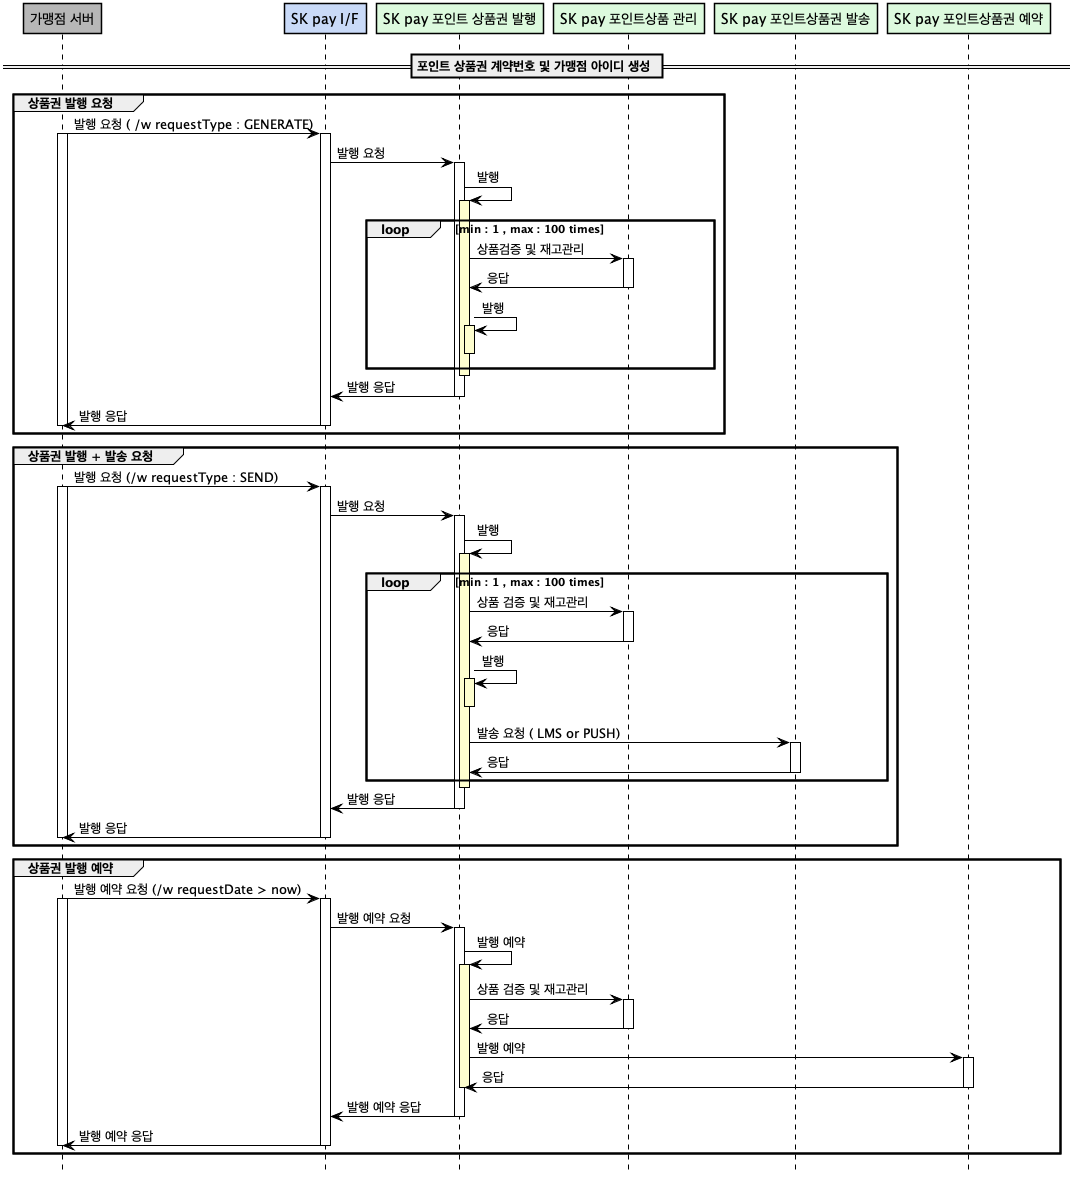 가맹점 서버
SK pay I/F
SK pay 포인트 상품권 발행
SK pay 포인트상품 관리
SK pay 포인트상품권 발송
SK pay 포인트상품권 예약
포인트 상품권 계약번호 및 가맹점 아이디 생성
상품권 발행 요청
발행 요청 ( /w requestType : GENERATE)
발행 요청
발행
loop [min : 1 , max : 100 times]
상품검증 및 재고관리
응답
발행
발행 응답
발행 응답
상품권 발행 + 발송 요청
발행 요청 (/w requestType : SEND)
발행 요청
발행
loop [min : 1 , max : 100 times]
상품 검증 및 재고관리
응답
발행
발송 요청 ( LMS or PUSH)
응답
발행 응답
발행 응답
상품권 발행 예약
발행 예약 요청 (/w requestDate > now)
발행 예약 요청
발행 예약
상품 검증 및 재고관리
응답
발행 예약
응답
발행 예약 응답
발행 예약 응답